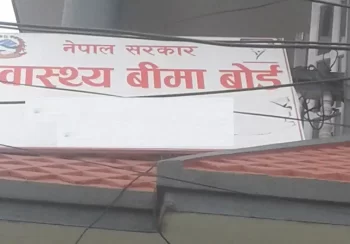 नेपाल सरकार
वास्थ्य बीमा बोर्ड